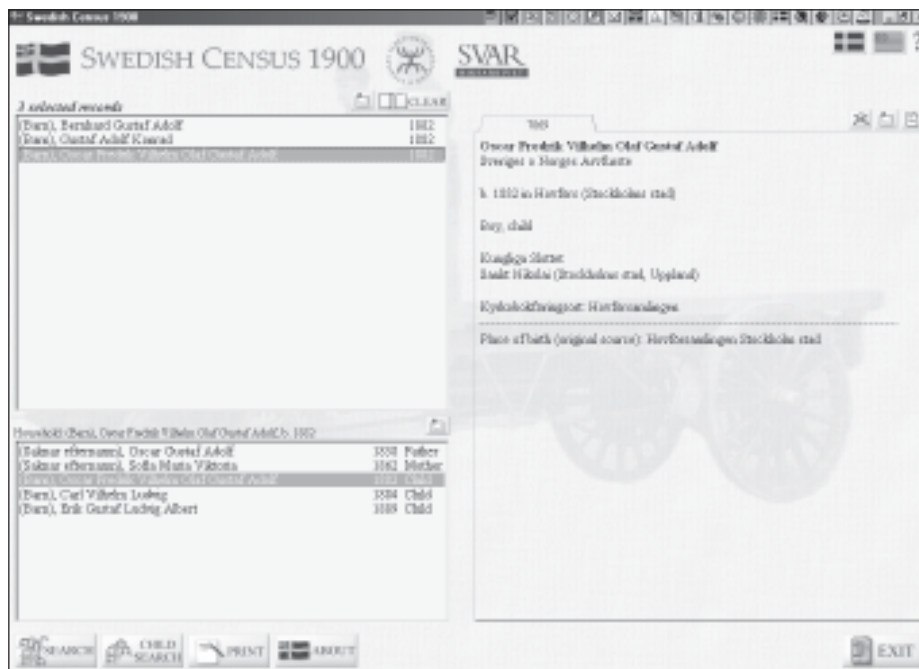 Swedish Census 1900
SWEDISH CENSUS 1900
SVAR
3 selected records
CLEAR
(Barn), Bernhard Gustaf Adolf 1882
(Barn), Gustaf Adolf Konrad 1882
(Barn), Oscar Fredrik Vilhelm Olaf Gustaf Adolf 1882
Household (Barn), Oscar Fredrik Vilhelm Olaf Gustaf Adolf, b. 1882
(Saknar efternamn), Oscar Gustaf Adolf 1858 Father
(Saknar efternamn), Sofia Maria Viktoria 1862 Mother
(Barn), Oscar Fredrik Vilhelm Olaf Gustaf Adolf 1882 Child
(Barn), Carl Vilhelm Ludvig 1884 Child
(Barn), Erik Gustaf Ludvig Albert 1889 Child
SEARCH
CHILD SEARCH
PRINT
ABOUT
Oscar Fredrik Vilhelm Olaf Gustaf Adolf
Sveriges o Norges Arvfurste
b. 1882 in Hovförs (Stockholms stad)
Boy, child
Kungliga Slottet
Sankt Nikolai (Stockholms stad, Uppland)
Kyrkobokföringsort: Hovförsamlingen
Place of birth (original source): Hovförsamlingen Stockholm stad
EXIT